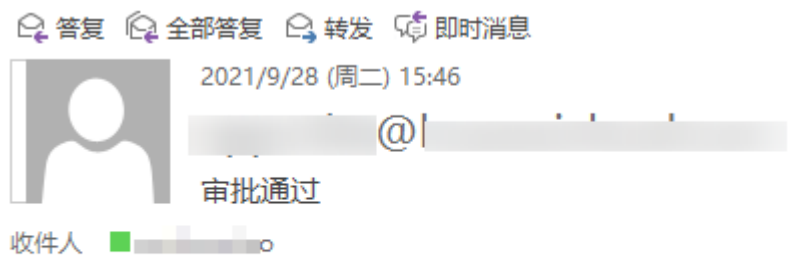 答复 全部答复 转发 即时消息
2021/9/28 (周二) 15:46
@
审批通过
收件人